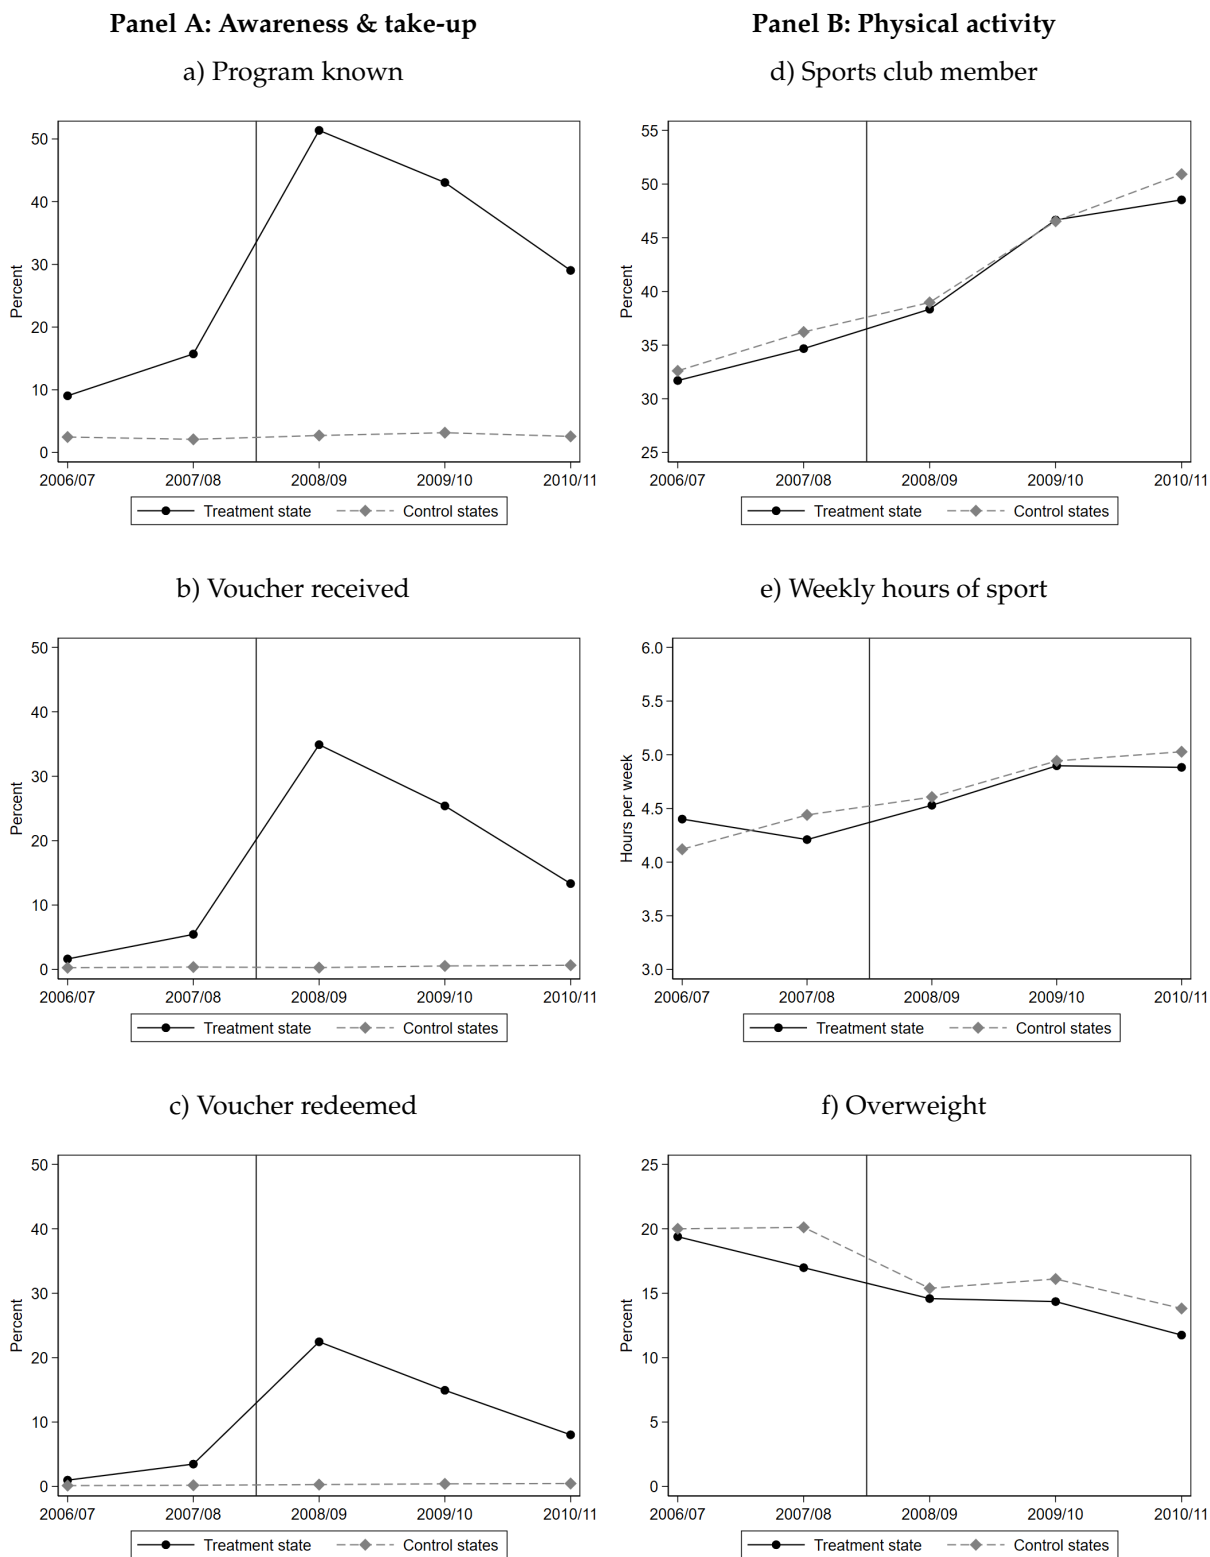 Panel A: Awareness & take-up
a) Program known
Percent
50
40
30
20
10
0
2006/07 2007/08 2008/09 2009/10 2010/11
Treatment state Control states
b) Voucher received
Percent
50
40
30
20
10
0
2006/07 2007/08 2008/09 2009/10 2010/11
Treatment state Control states
c) Voucher redeemed
Percent
50
40
30
20
10
0
2006/07 2007/08 2008/09 2009/10 2010/11
Treatment state Control states
Panel B: Physical activity
d) Sports club member
Percent
55
50
45
40
35
30
25
2006/07 2007/08 2008/09 2009/10 2010/11
Treatment state Control states
e) Weekly hours of sport
Hours per week
6.0
5.5
5.0
4.5
4.0
3.5
3.0
2006/07 2007/08 2008/09 2009/10 2010/11
Treatment state Control states
f) Overweight
Percent
25
20
15
10
5
0
2006/07 2007/08 2008/09 2009/10 2010/11
Treatment state Control states